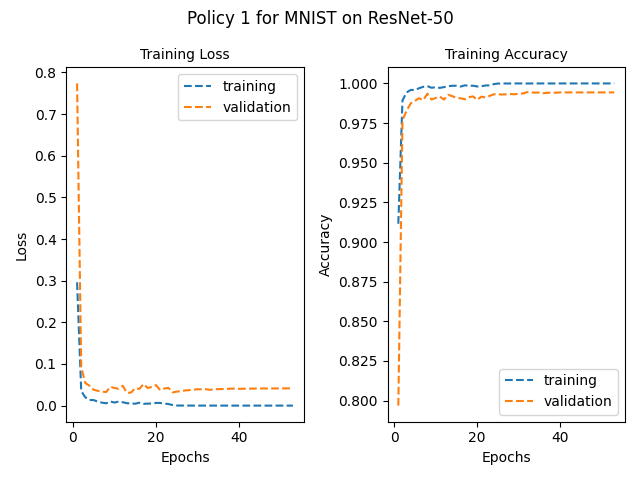 Policy 1 for MNIST on ResNet-50
Training Loss
0.8
0.7
0.6
0.5
0.4
0.3
0.2
0.1
0.0
Loss
0
20
40
Epochs
training
validation
Training Accuracy
1.000
0.975
0.950
0.925
0.900
0.875
0.850
0.825
0.800
Accuracy
0
20
40
Epochs
training
validation